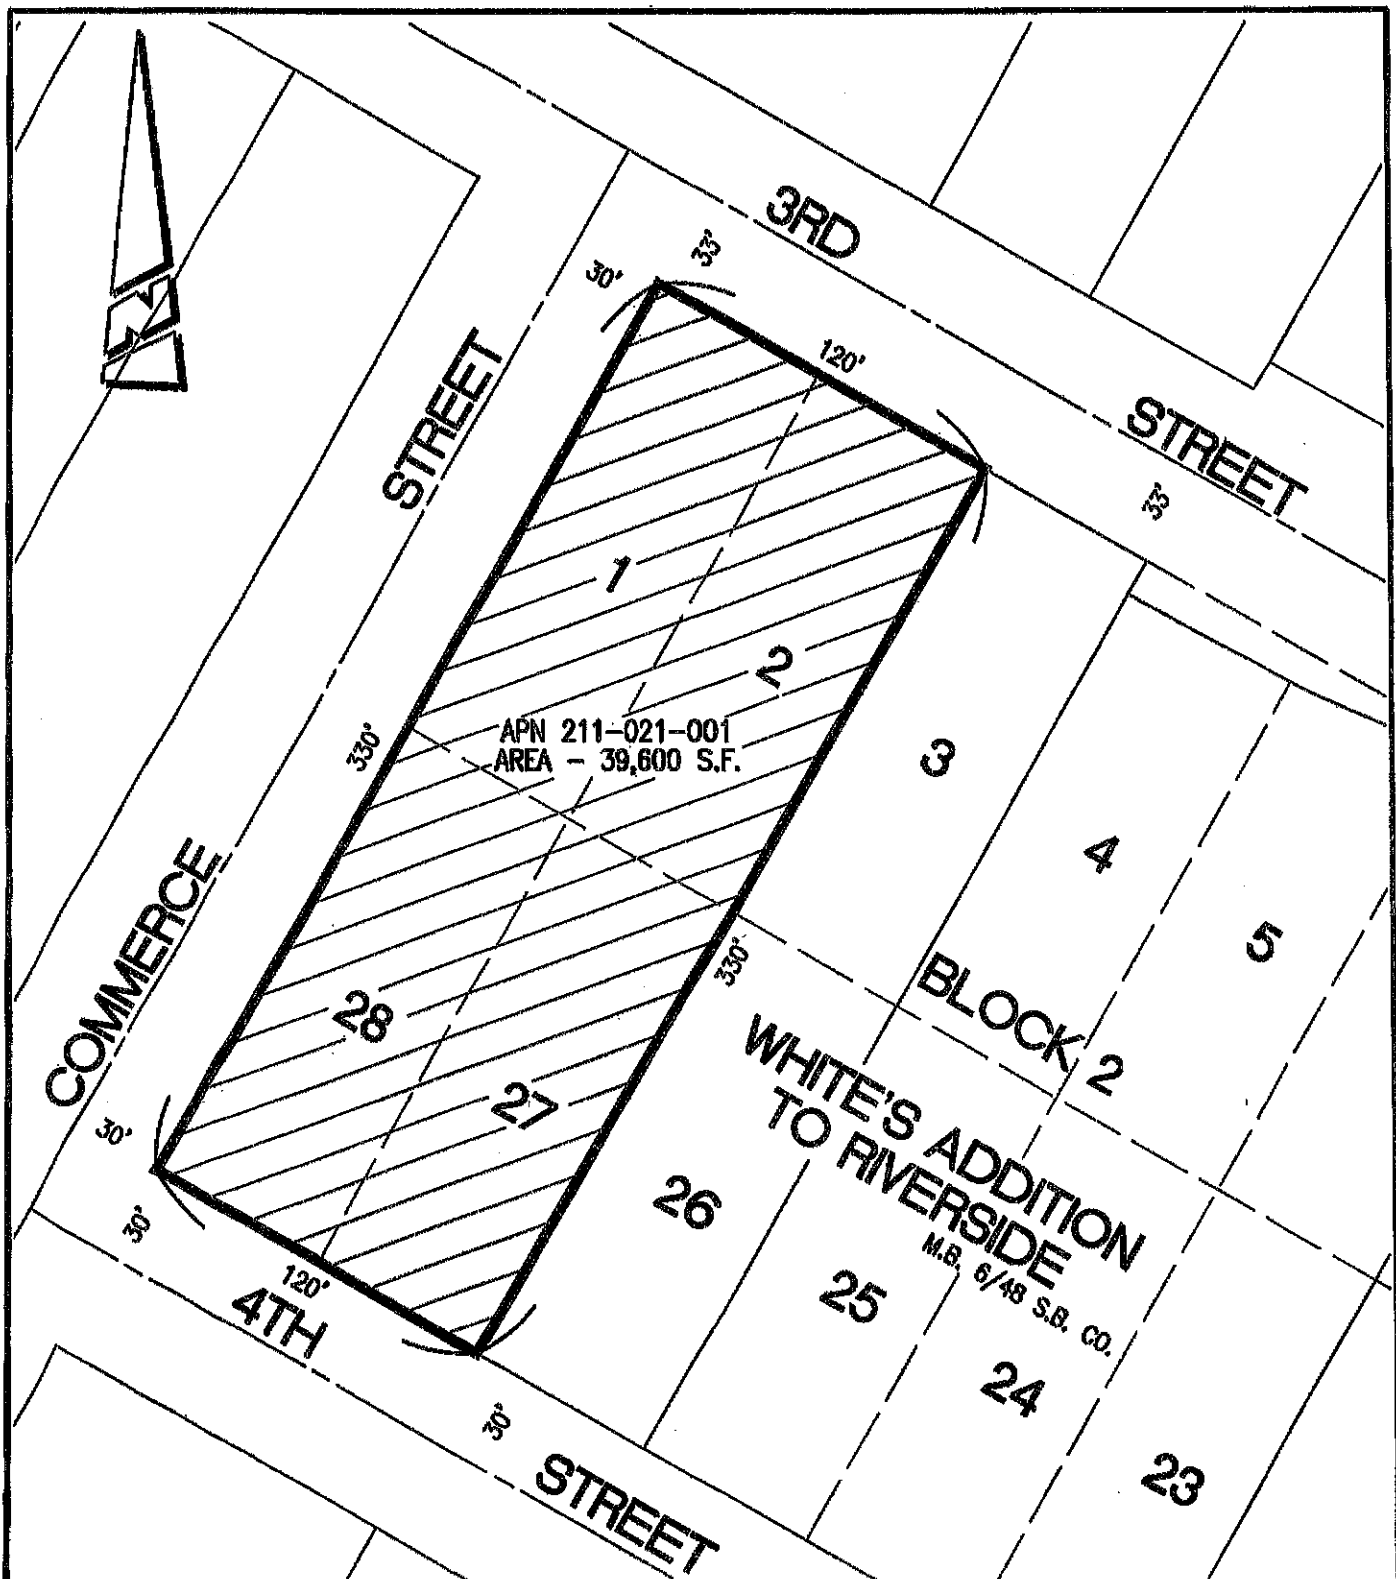 3RD
STREET
33'
30'
120'
33'
STREET
1
2
APN 211-021-001
AREA - 39,600 S.F.
330'
3
4
5
COMMERCE
330'
BLOCK 2
28
27
WHITE'S ADDITION
TO RIVERSIDE
M.B. 6/48 S.B. CO.
30'
30'
120'
26
25
24
23
4TH
STREET
30'